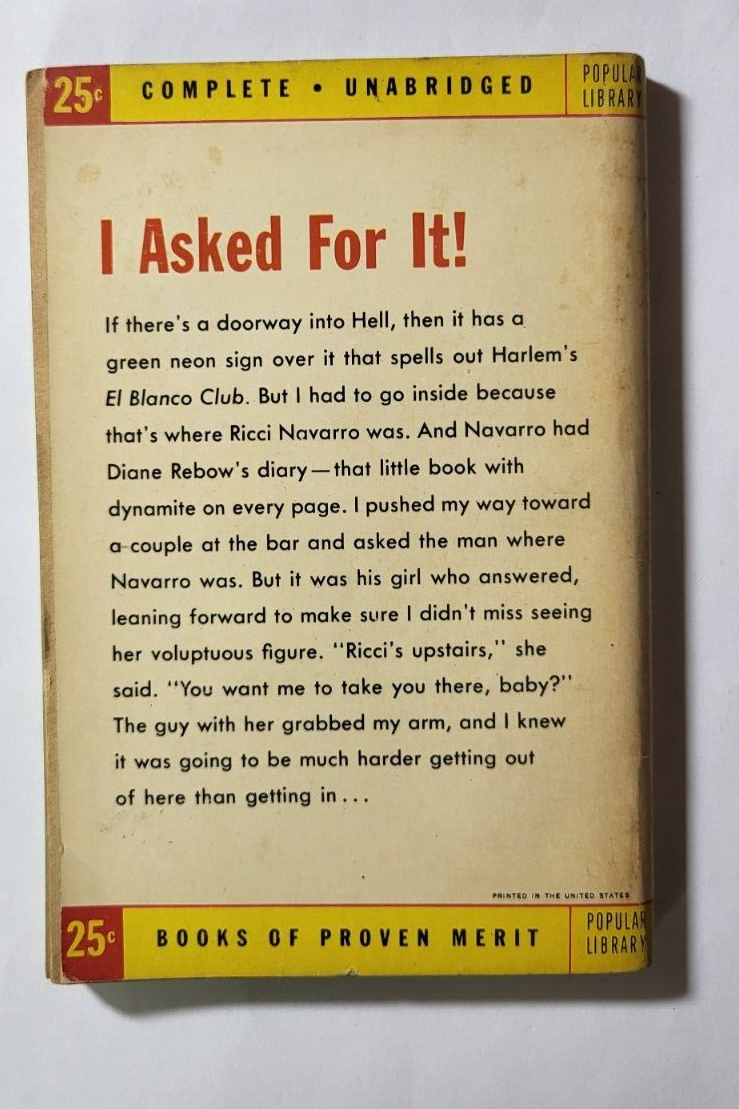 25c COMPLETE • UNABRIDGED POPULAR
LIBRARY
I Asked For It!
If there's a doorway into Hell, then it has a
green neon sign over it that spells out Harlem's
El Blanco Club. But I had to go inside because
that's where Ricci Navarro was. And Navarro had
Diane Rebow's diary—that little book with
dynamite on every page. I pushed my way toward
a couple at the bar and asked the man where
Navarro was. But it was his girl who answered,
leaning forward to make sure I didn't miss seeing
her voluptuous figure. "Ricci's upstairs," she
said. "You want me to take you there, baby?"
The guy with her grabbed my arm, and I knew
it was going to be much harder getting out
of here than getting in...
PRINTED IN THE UNITED STATES
25c BOOKS OF PROVEN MERIT POPULAR
LIBRARY